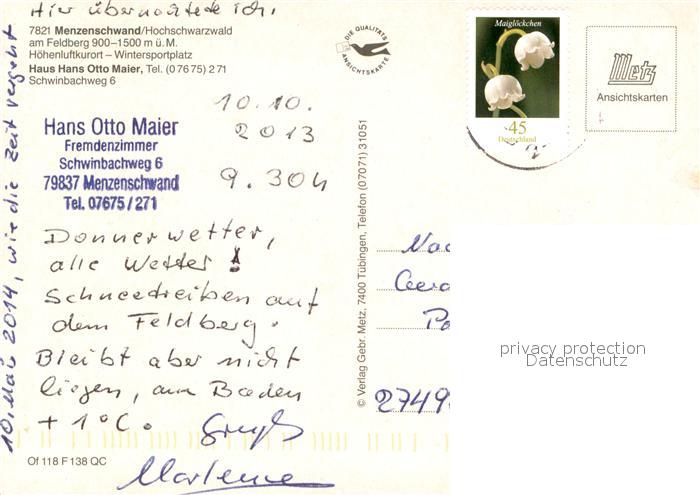 Hier übernachtete ich.
7821 Menzenschwand/Hochschwarzwald
am Feldberg 900–1500 m ü. M.
Höhenluftkurort – Wintersportplatz
Haus Hans Otto Maier, Tel. (07675) 271
Schwinbachweg 6
Hans Otto Maier
Fremdenzimmer
Schwinbachweg 6
79837 Menzenschwand
Tel. 07675/271
10.10.
2013
9.30h
Donnerwetter,
alle Wetter!
Schneetreiben auf
dem Feldberg.
Bleibt aber nicht
liegen, am Boden
+ 1°C.
Marlene
Of 118 F 138 QC
10. Mai 2014, wie die Zeit vergeht
DIE QUALITÄTS
ANSICHTSKARTE
© Verlag Gebr. Metz, 7400 Tübingen, Telefon (07071) 31051
Maiglöckchen
45
Deutschland
Metz
Ansichtskarten
2749
privacy protection
Datenschutz